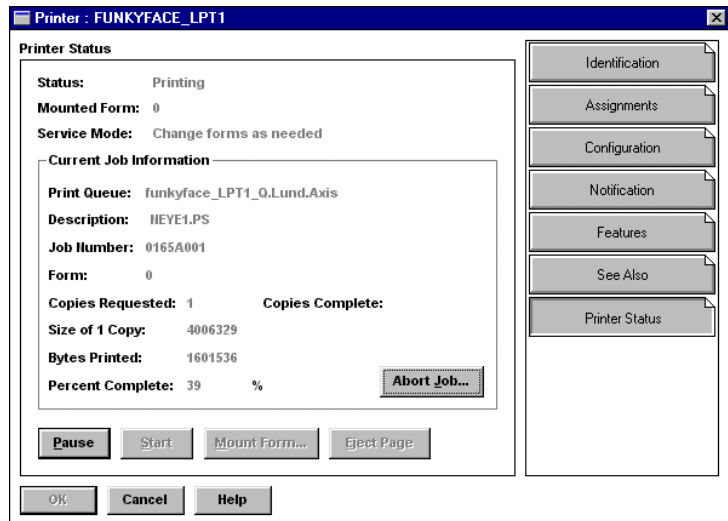 Printer : FUNKYFACE_LPT1
Printer Status
Status: Printing
Mounted Form: 0
Service Mode: Change forms as needed
Current Job Information
Print Queue: funkyface_LPT1_Q.Lund.Axis
Description: NEYE1.PS
Job Number: 0165A001
Form: 0
Copies Requested: 1 Copies Complete:
Size of 1 Copy: 4006329
Bytes Printed: 1601536
Percent Complete: 39 %
Abort Job...
Pause Start Mount Form... Eject Page
OK Cancel Help
Identification
Assignments
Configuration
Notification
Features
See Also
Printer Status